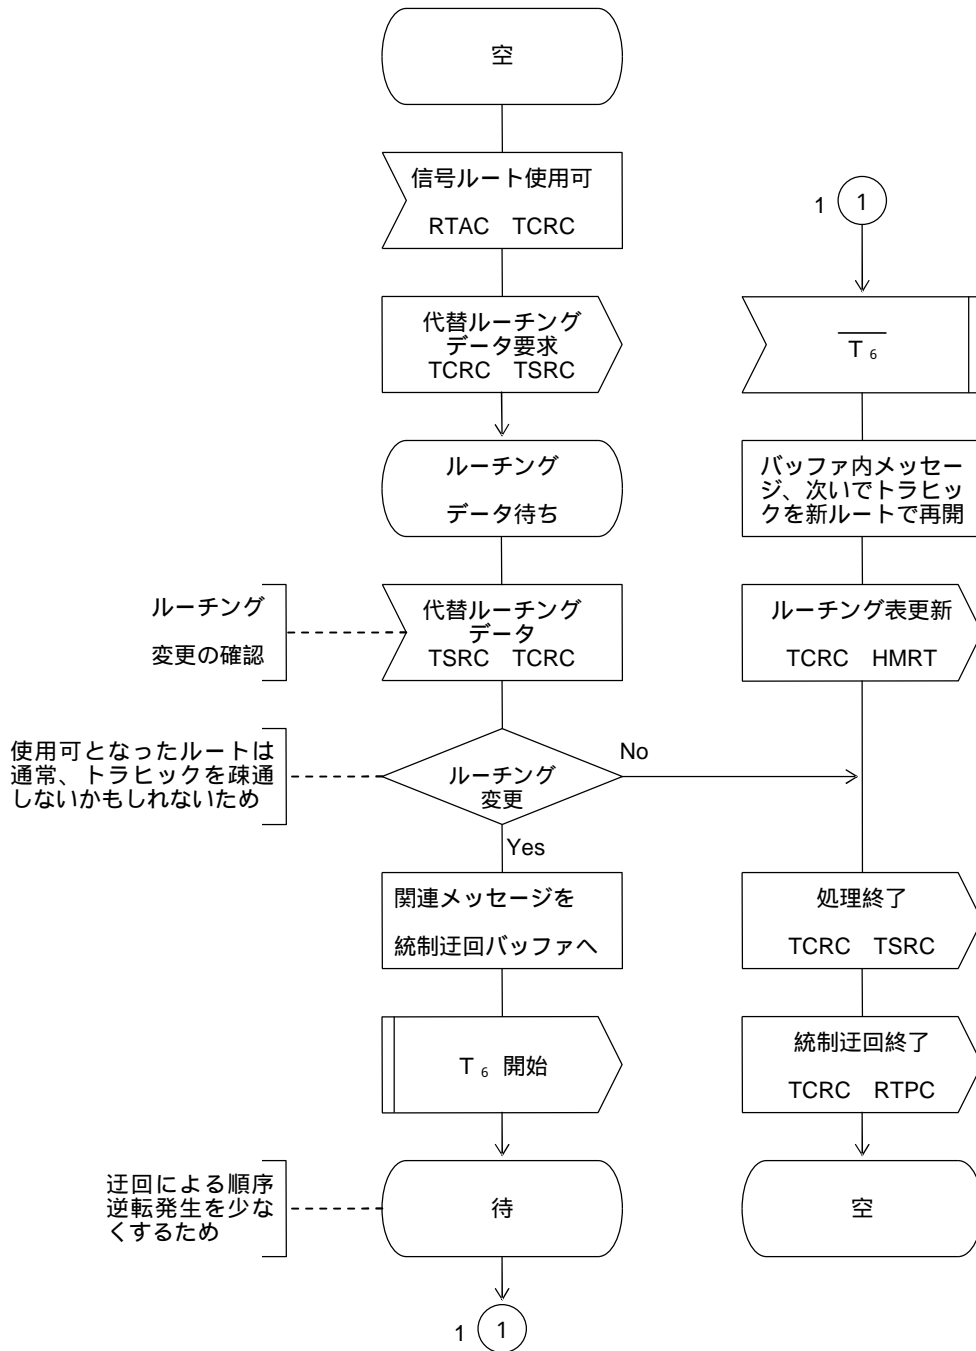 空
信号ルート使用可
RTAC TCRC
代替ルーチング
データ要求
TCRC TSRC
ルーチング
データ待ち
ルーチング
変更の確認
代替ルーチング
データ
TSRC TCRC
使用可となったルートは
通常、トラヒックを疎通
しないかもしれないため
ルーチング
変更
No
Yes
関連メッセージを
統制迂回バッファへ
T₆ 開始
迂回による順序
逆転発生を少な
くするため
待
1 1
1 1
T₆
バッファ内メッセー
ジ、次いでトラヒッ
クを新ルートで再開
ルーチング表更新
TCRC HMRT
処理終了
TCRC TSRC
統制迂回終了
TCRC RTPC
空